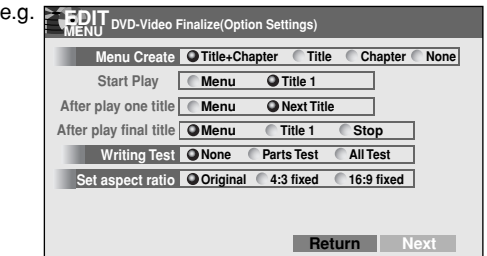 e.g.
EDIT MENU DVD-Video Finalize(Option Settings)
Menu Create Title+Chapter Title Chapter None
Start Play Menu Title 1
After play one title Menu Next Title
After play final title Menu Title 1 Stop
Writing Test None Parts Test All Test
Set aspect ratio Original 4:3 fixed 16:9 fixed
Return Next